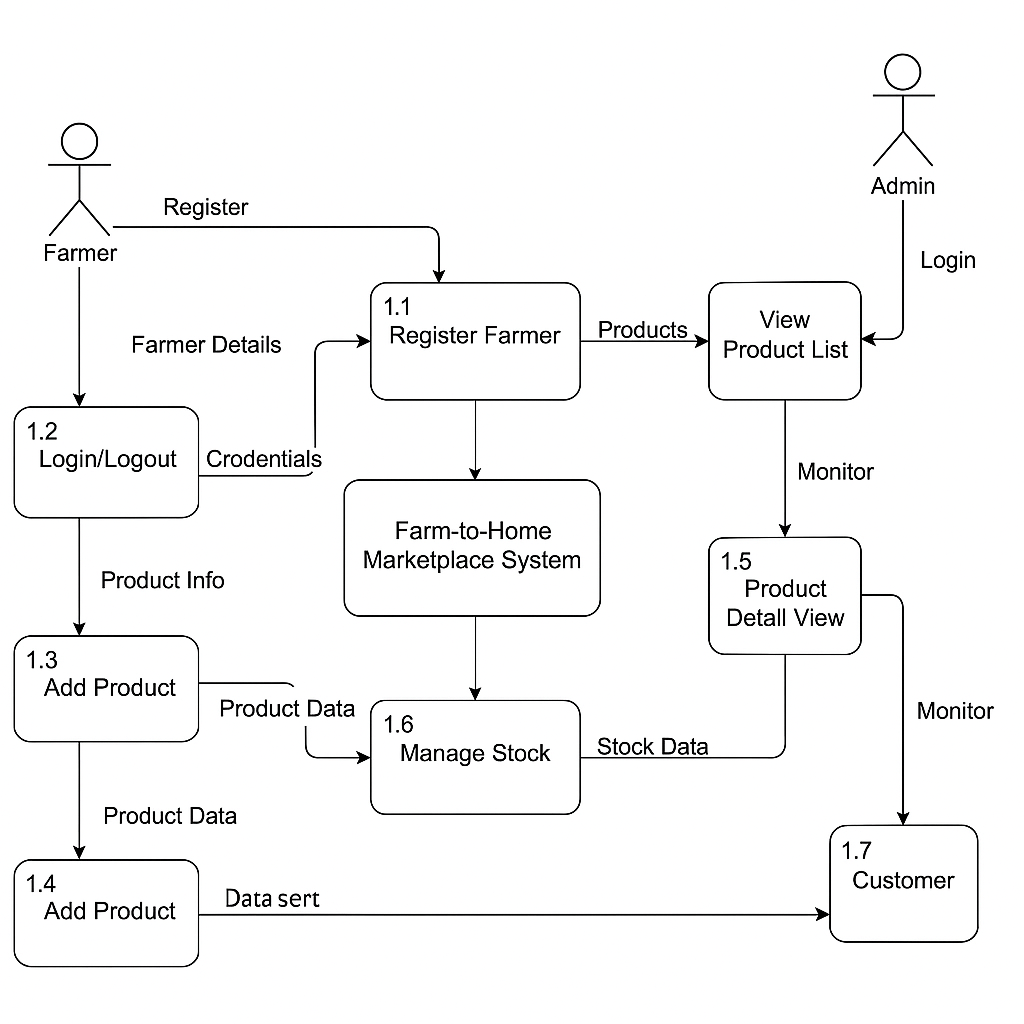 Admin
Register
Farmer
Login
1.1
Register Farmer
Products
View
Product List
Farmer Details
1.2
Login/Logout
Crodentials
Monitor
Farm-to-Home
Marketplace System
Product Info
1.5
Product
Detall View
1.3
Add Product
Product Data
1.6
Manage Stock
Stock Data
Monitor
Product Data
1.4
Add Product
Data sert
1.7
Customer